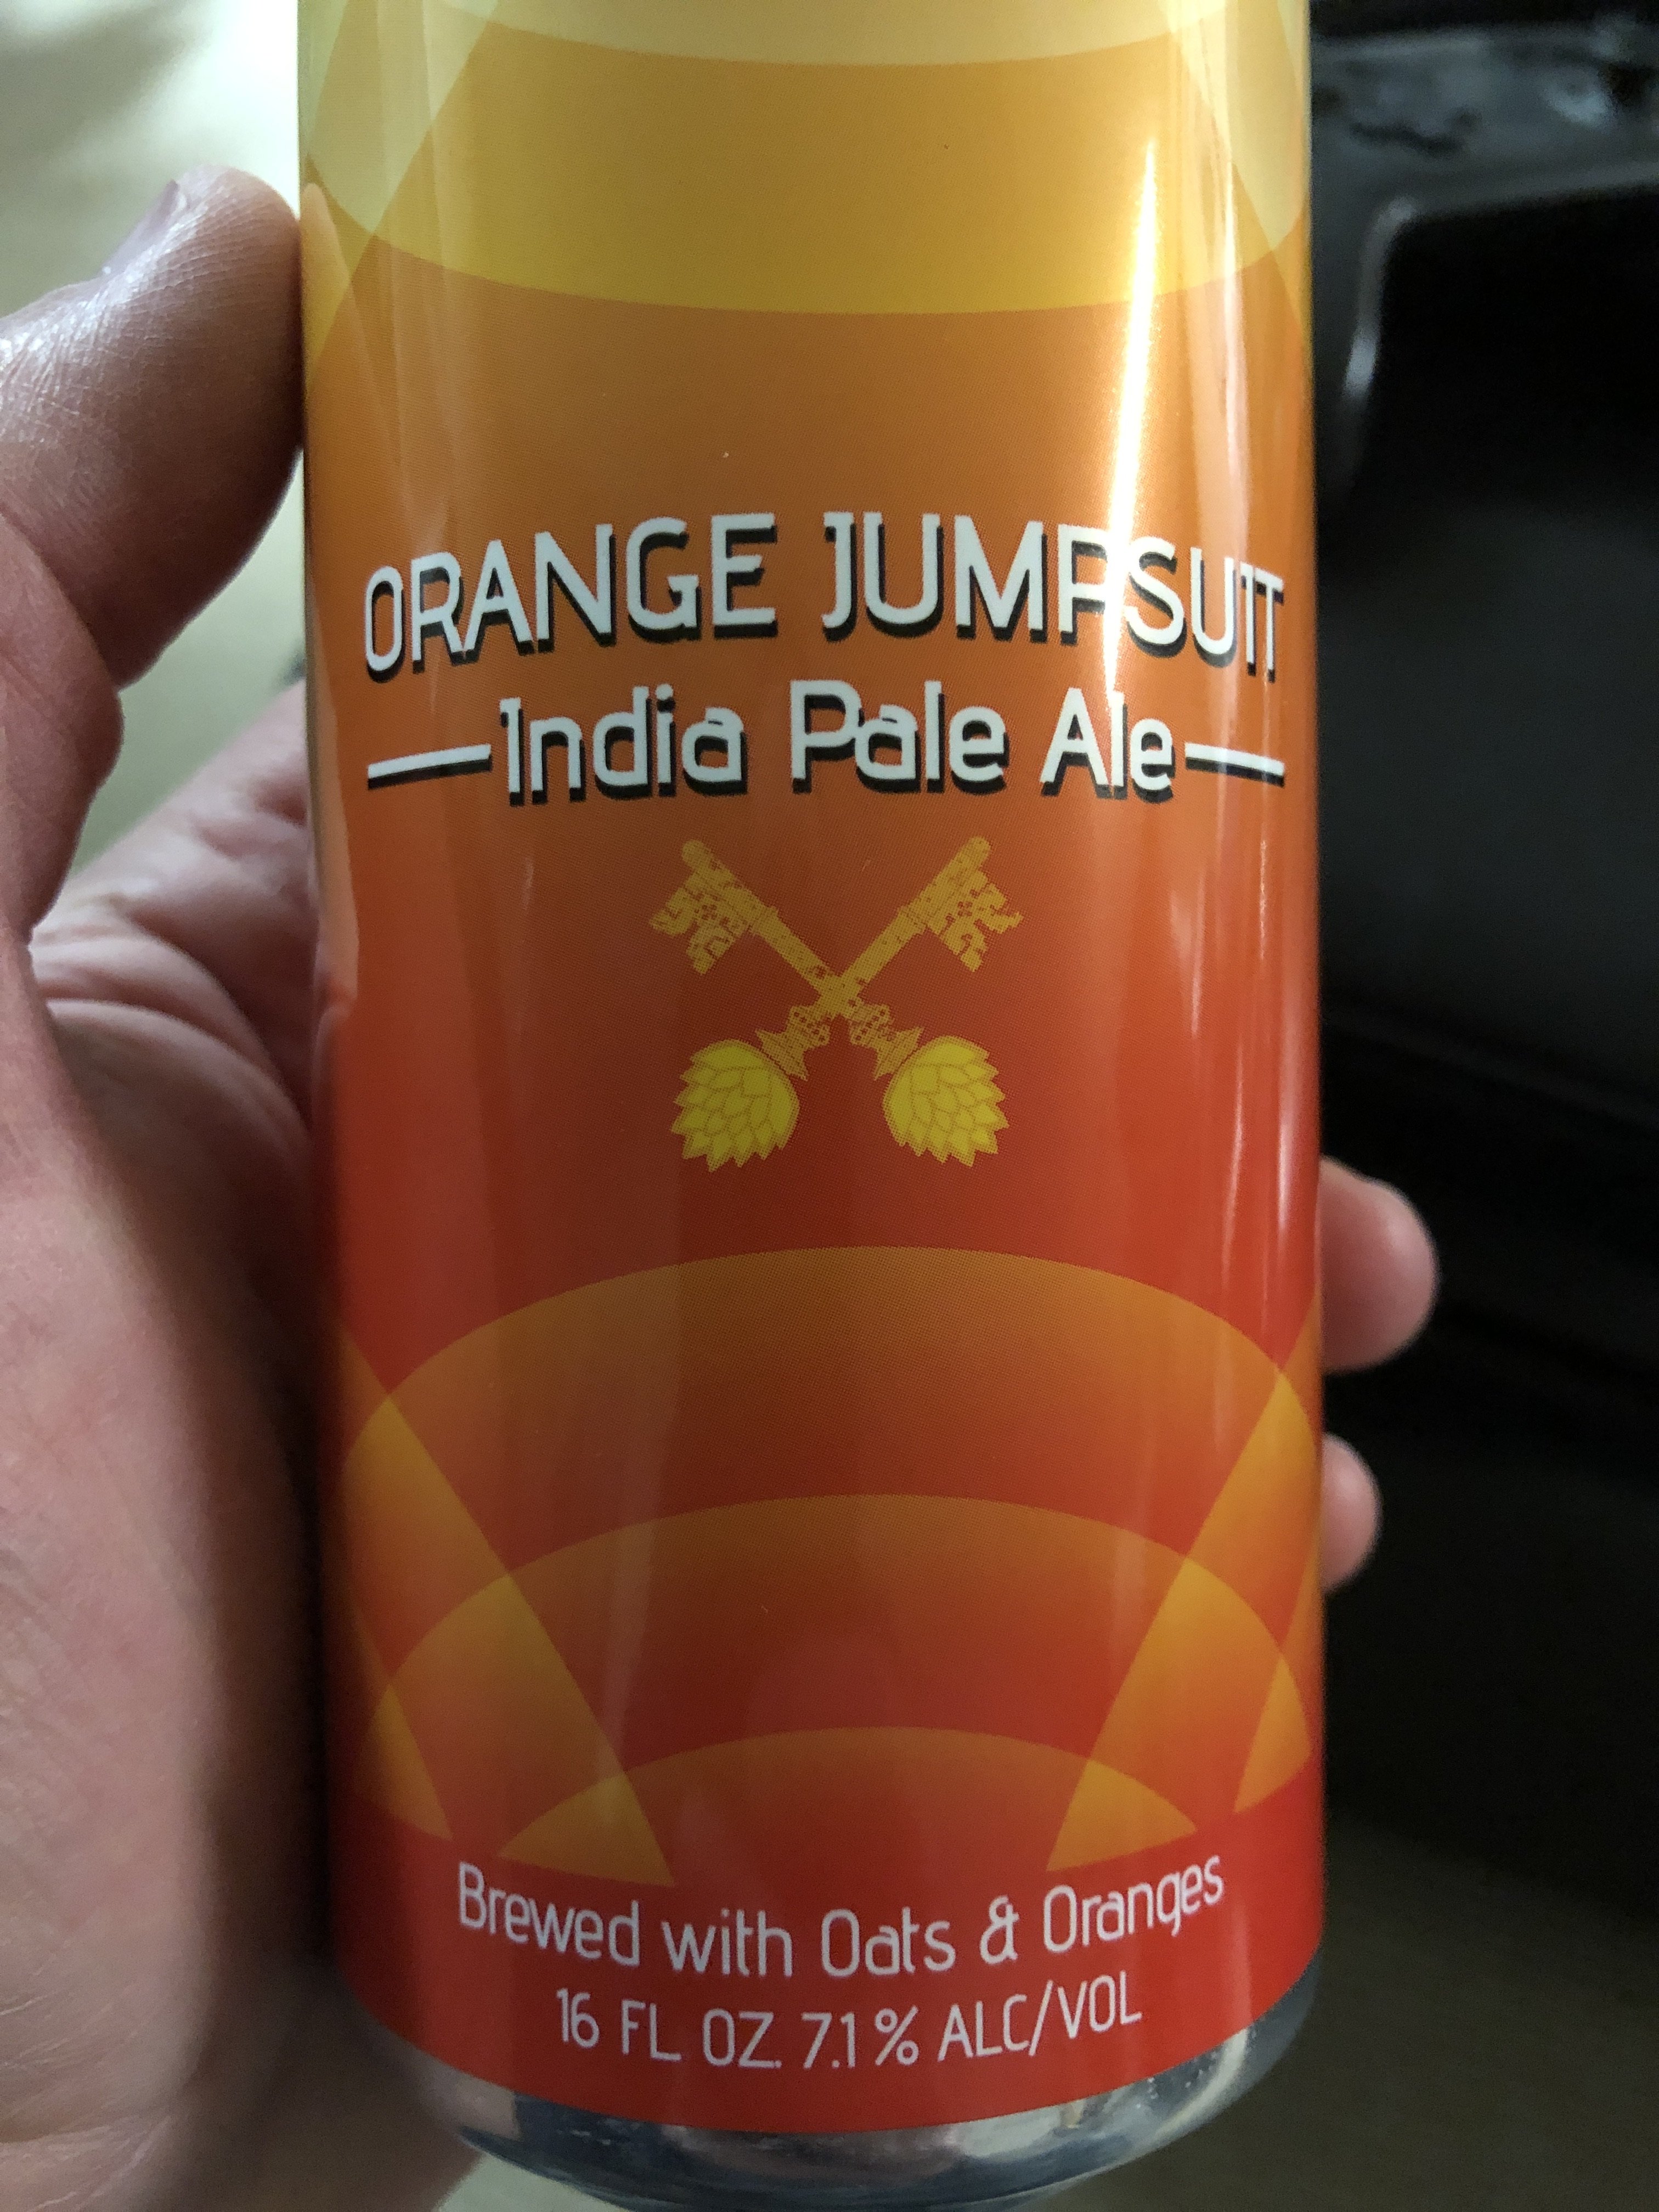 ORANGE JUMPSUIT
India Pale Ale
Brewed with Oats & Oranges
16 FL. OZ. 7.1% ALC/VOL